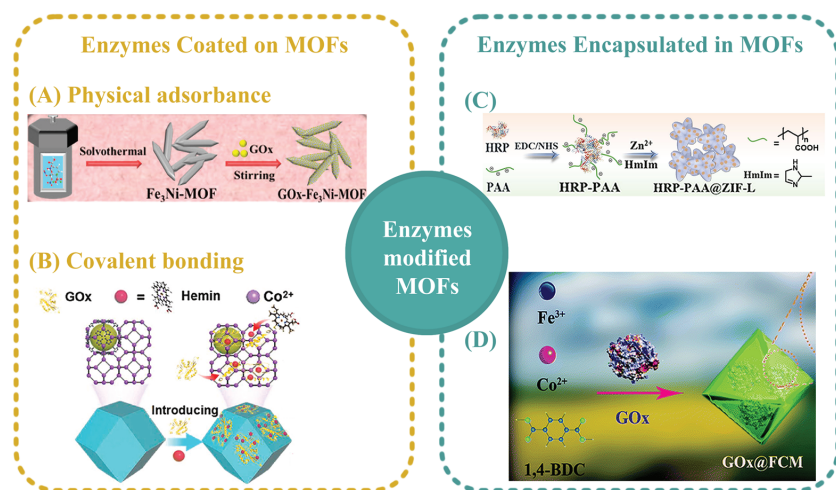 Enzymes Coated on MOFs
(A) Physical adsorbance
Solvothermal
GOx
Stirring
Fe₃Ni-MOF
GOx-Fe₃Ni-MOF
(B) Covalent bonding
GOx
=
Hemin
Co²⁺
Introducing
Enzymes
modified
MOFs
Enzymes Encapsulated in MOFs
(C)
HRP
EDC/NHS
PAA
HRP-PAA
Zn²⁺
HmIm
HRP-PAA@ZIF-L
=
n
COOH
HmIm=
H
N
N
(D)
Fe³⁺
Co²⁺
GOx
1,4-BDC
GOx@FCM